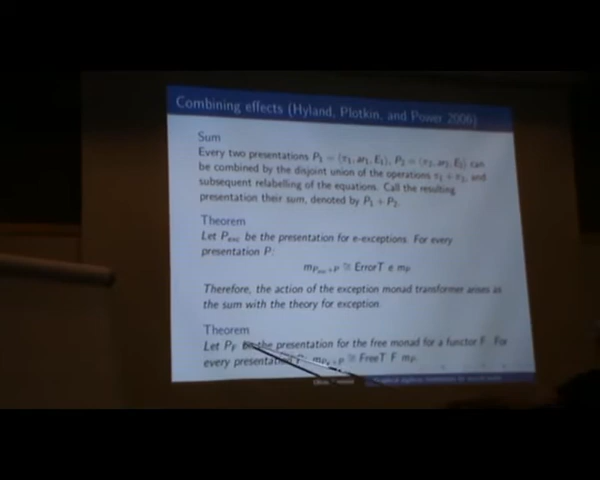 Combining effects (Hyland, Plotkin, and Power 2006)
Sum
Every two presentations P₁ = ⟨π₁, ar₁, E₁⟩, P₂ = ⟨π₂, ar₂, E₂⟩ can
be combined by the disjoint union of the operations π₁ + π₂, and
subsequent relabelling of the equations. Call the resulting
presentation their sum, denoted by P₁ + P₂.
Theorem
Let Pexc be the presentation for e-exceptions. For every
presentation P:
mPexc+P ≅ ErrorT e mP
Therefore, the action of the exception monad transformer arises as
the sum with the theory for exception.
Theorem
Let PF be the presentation for the free monad for a functor F. For
every presentation P, mPF+P ≅ FreeT F mP.